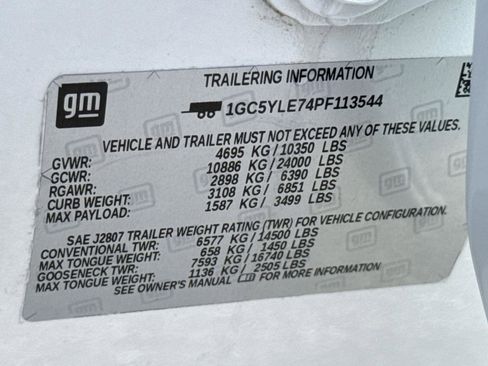 TRAILERING INFORMATION
gm
1GC5YLE74PF113544
VEHICLE AND TRAILER MUST NOT EXCEED ANY OF THESE VALUES.
GVWR: 4695 KG/10350 LBS
GCWR: 10886 KG/24000 LBS
RGAWR: 2898 KG/ 6390 LBS
CURB WEIGHT: 3108 KG/ 6851 LBS
MAX PAYLOAD: 1587 KG/ 3499 LBS
SAE J2807 TRAILER WEIGHT RATING (TWR) FOR VEHICLE CONFIGURATION.
CONVENTIONAL TWR: 6577 KG/14500 LBS
MAX TONGUE WEIGHT: 658 KG/ 1450 LBS
GOOSENECK TWR: 7593 KG/16740 LBS
MAX TONGUE WEIGHT: 1136 KG/ 2505 LBS
SEE OWNER'S MANUAL FOR MORE INFORMATION